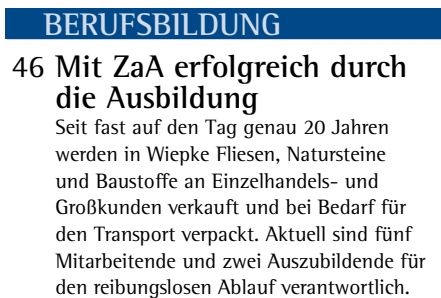 BERUFSBILDUNG
46 Mit ZaA erfolgreich durch
die Ausbildung
Seit fast auf den Tag genau 20 Jahren
werden in Wiepke Fliesen, Natursteine
und Baustoffe an Einzelhandels- und
Großkunden verkauft und bei Bedarf für
den Transport verpackt. Aktuell sind fünf
Mitarbeitende und zwei Auszubildende für
den reibungslosen Ablauf verantwortlich.